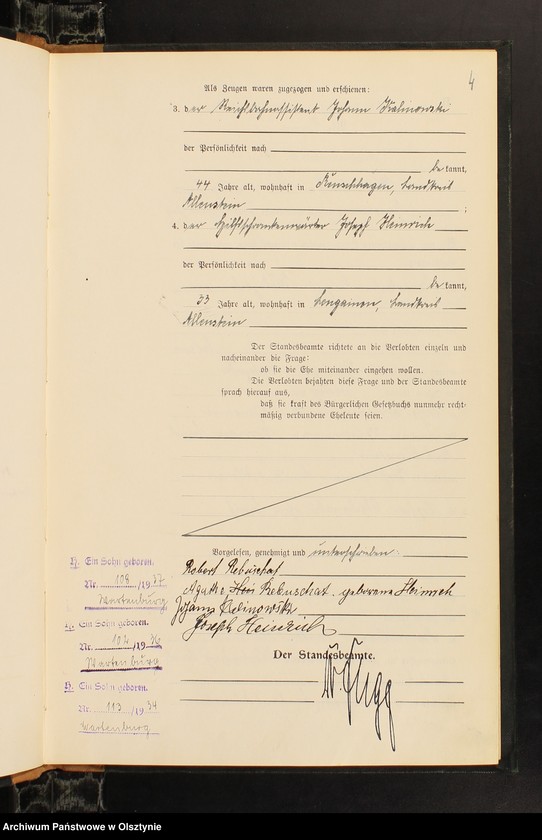 4
Als Zeugen waren zugezogen und erschienen:
3. der Reichsbahnassistent Johann Kalinowski
der Persönlichkeit nach
bekannt,
44 Jahre alt, wohnhaft in Landkreis
Allenstein ;
4. der Hilfsschrankenwärter Joseph Heinrich
der Persönlichkeit nach
bekannt,
33 Jahre alt, wohnhaft in Lengainen, Landkreis
Allenstein
Der Standesbeamte richtete an die Verlobten einzeln und
nacheinander die Frage:
ob sie die Ehe miteinander eingehen wollen.
Die Verlobten bejahten diese Frage und der Standesbeamte
sprach hierauf aus,
daß sie kraft des Bürgerlichen Gesetzbuchs nunmehr recht-
mäßig verbundene Eheleute seien.
Vorgelesen, genehmigt und unterschrieben:
Robert Rebuschat
Agathe Hei Rebuschat geborene Heinrich
Johann Kalinowski
Joseph Heinrich
Der Standesbeamte.
Ein Sohn geboren.
Nr. 108 /1937
Wartenburg
Ein Sohn geboren.
Nr. 102 /1936
Wartenburg
Ein Sohn geboren.
Nr. 113 /1934
Wartenburg
Archiwum Państwowe w Olsztynie